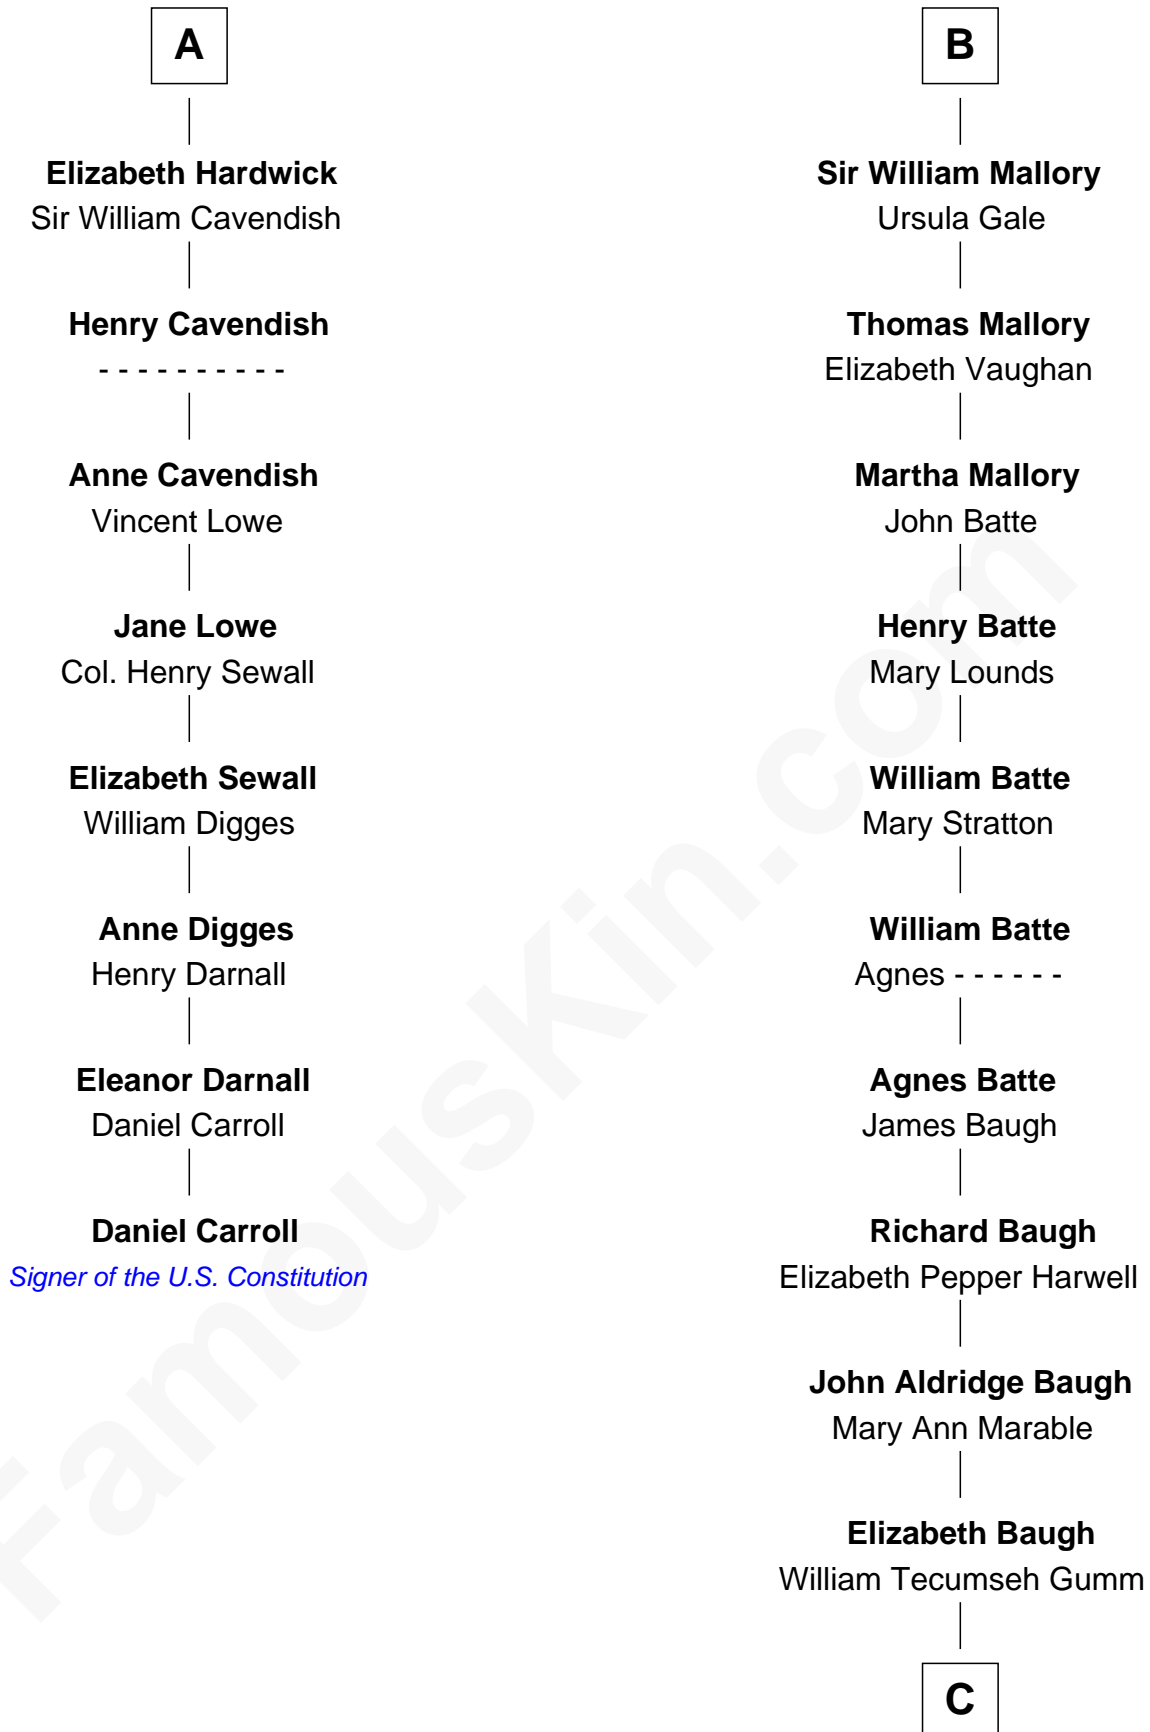 A
Elizabeth Hardwick
Sir William Cavendish
Henry Cavendish
- - - - - - - - - -
Anne Cavendish
Vincent Lowe
Jane Lowe
Col. Henry Sewall
Elizabeth Sewall
William Digges
Anne Digges
Henry Darnall
Eleanor Darnall
Daniel Carroll
Daniel Carroll
Signer of the U.S. Constitution
B
Sir William Mallory
Ursula Gale
Thomas Mallory
Elizabeth Vaughan
Martha Mallory
John Batte
Henry Batte
Mary Lounds
William Batte
Mary Stratton
William Batte
Agnes - - - - - -
Agnes Batte
James Baugh
Richard Baugh
Elizabeth Pepper Harwell
John Aldridge Baugh
Mary Ann Marable
Elizabeth Baugh
William Tecumseh Gumm
C
FamousKin.com